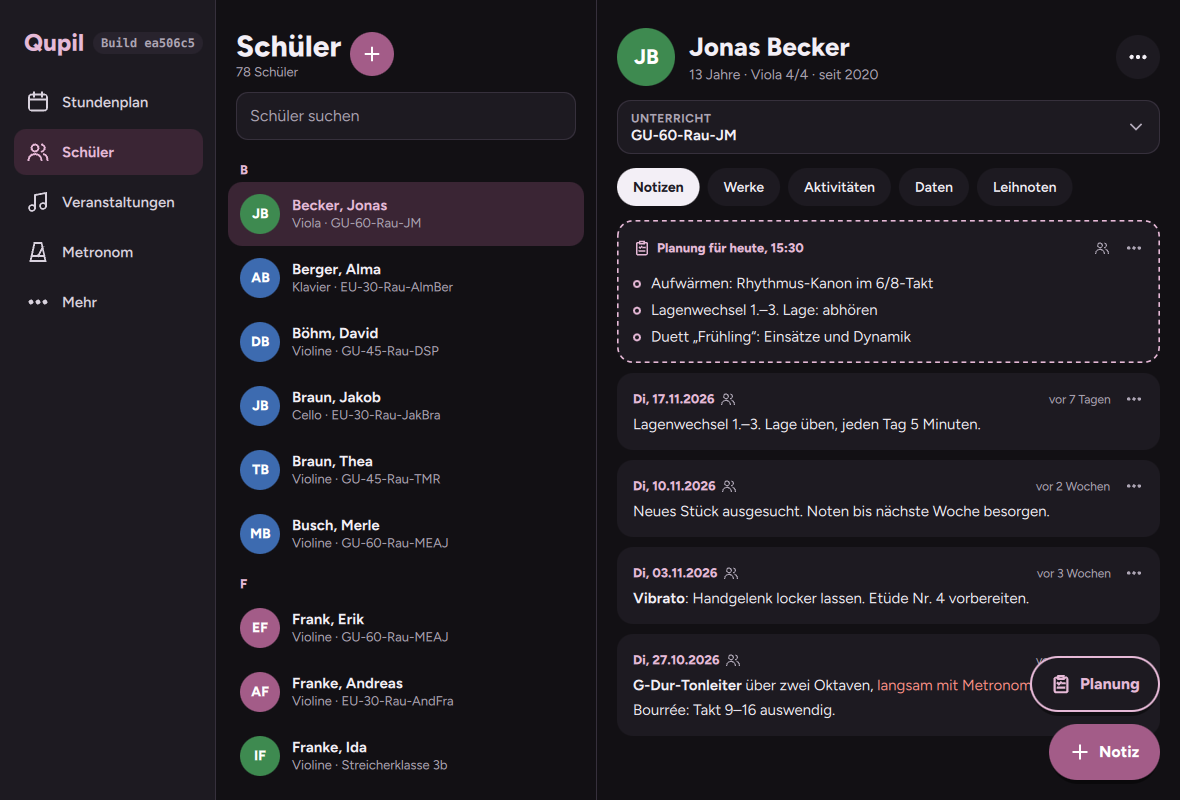 Qupil
Build ea506c5
Stundenplan
Schüler
Veranstaltungen
Metronom
Mehr
Schüler
78 Schüler
Schüler suchen
B
JB
Becker, Jonas
Viola · GU-60-Rau-JM
AB
Berger, Alma
Klavier · EU-30-Rau-AlmBer
DB
Böhm, David
Violine · GU-45-Rau-DSP
JB
Braun, Jakob
Cello · EU-30-Rau-JakBra
TB
Braun, Thea
Violine · GU-45-Rau-TMR
MB
Busch, Merle
Violine · GU-60-Rau-MEAJ
F
EF
Frank, Erik
Violine · GU-60-Rau-MEAJ
AF
Franke, Andreas
Violine · EU-30-Rau-AndFra
IF
Franke, Ida
Violine · Streicherklasse 3b
JB
Jonas Becker
13 Jahre · Viola 4/4 · seit 2020
UNTERRICHT
GU-60-Rau-JM
Notizen
Werke
Aktivitäten
Daten
Leihnoten
Planung für heute, 15:30
Aufwärmen: Rhythmus-Kanon im 6/8-Takt
Lagenwechsel 1.–3. Lage: abhören
Duett „Frühling“: Einsätze und Dynamik
Di, 17.11.2026
vor 7 Tagen
Lagenwechsel 1.–3. Lage üben, jeden Tag 5 Minuten.
Di, 10.11.2026
vor 2 Wochen
Neues Stück ausgesucht. Noten bis nächste Woche besorgen.
Di, 03.11.2026
vor 3 Wochen
Vibrato: Handgelenk locker lassen. Etüde Nr. 4 vorbereiten.
Di, 27.10.2026
G-Dur-Tonleiter über zwei Oktaven, langsam mit Metronom
Bourrée: Takt 9–16 auswendig.
Planung
Notiz